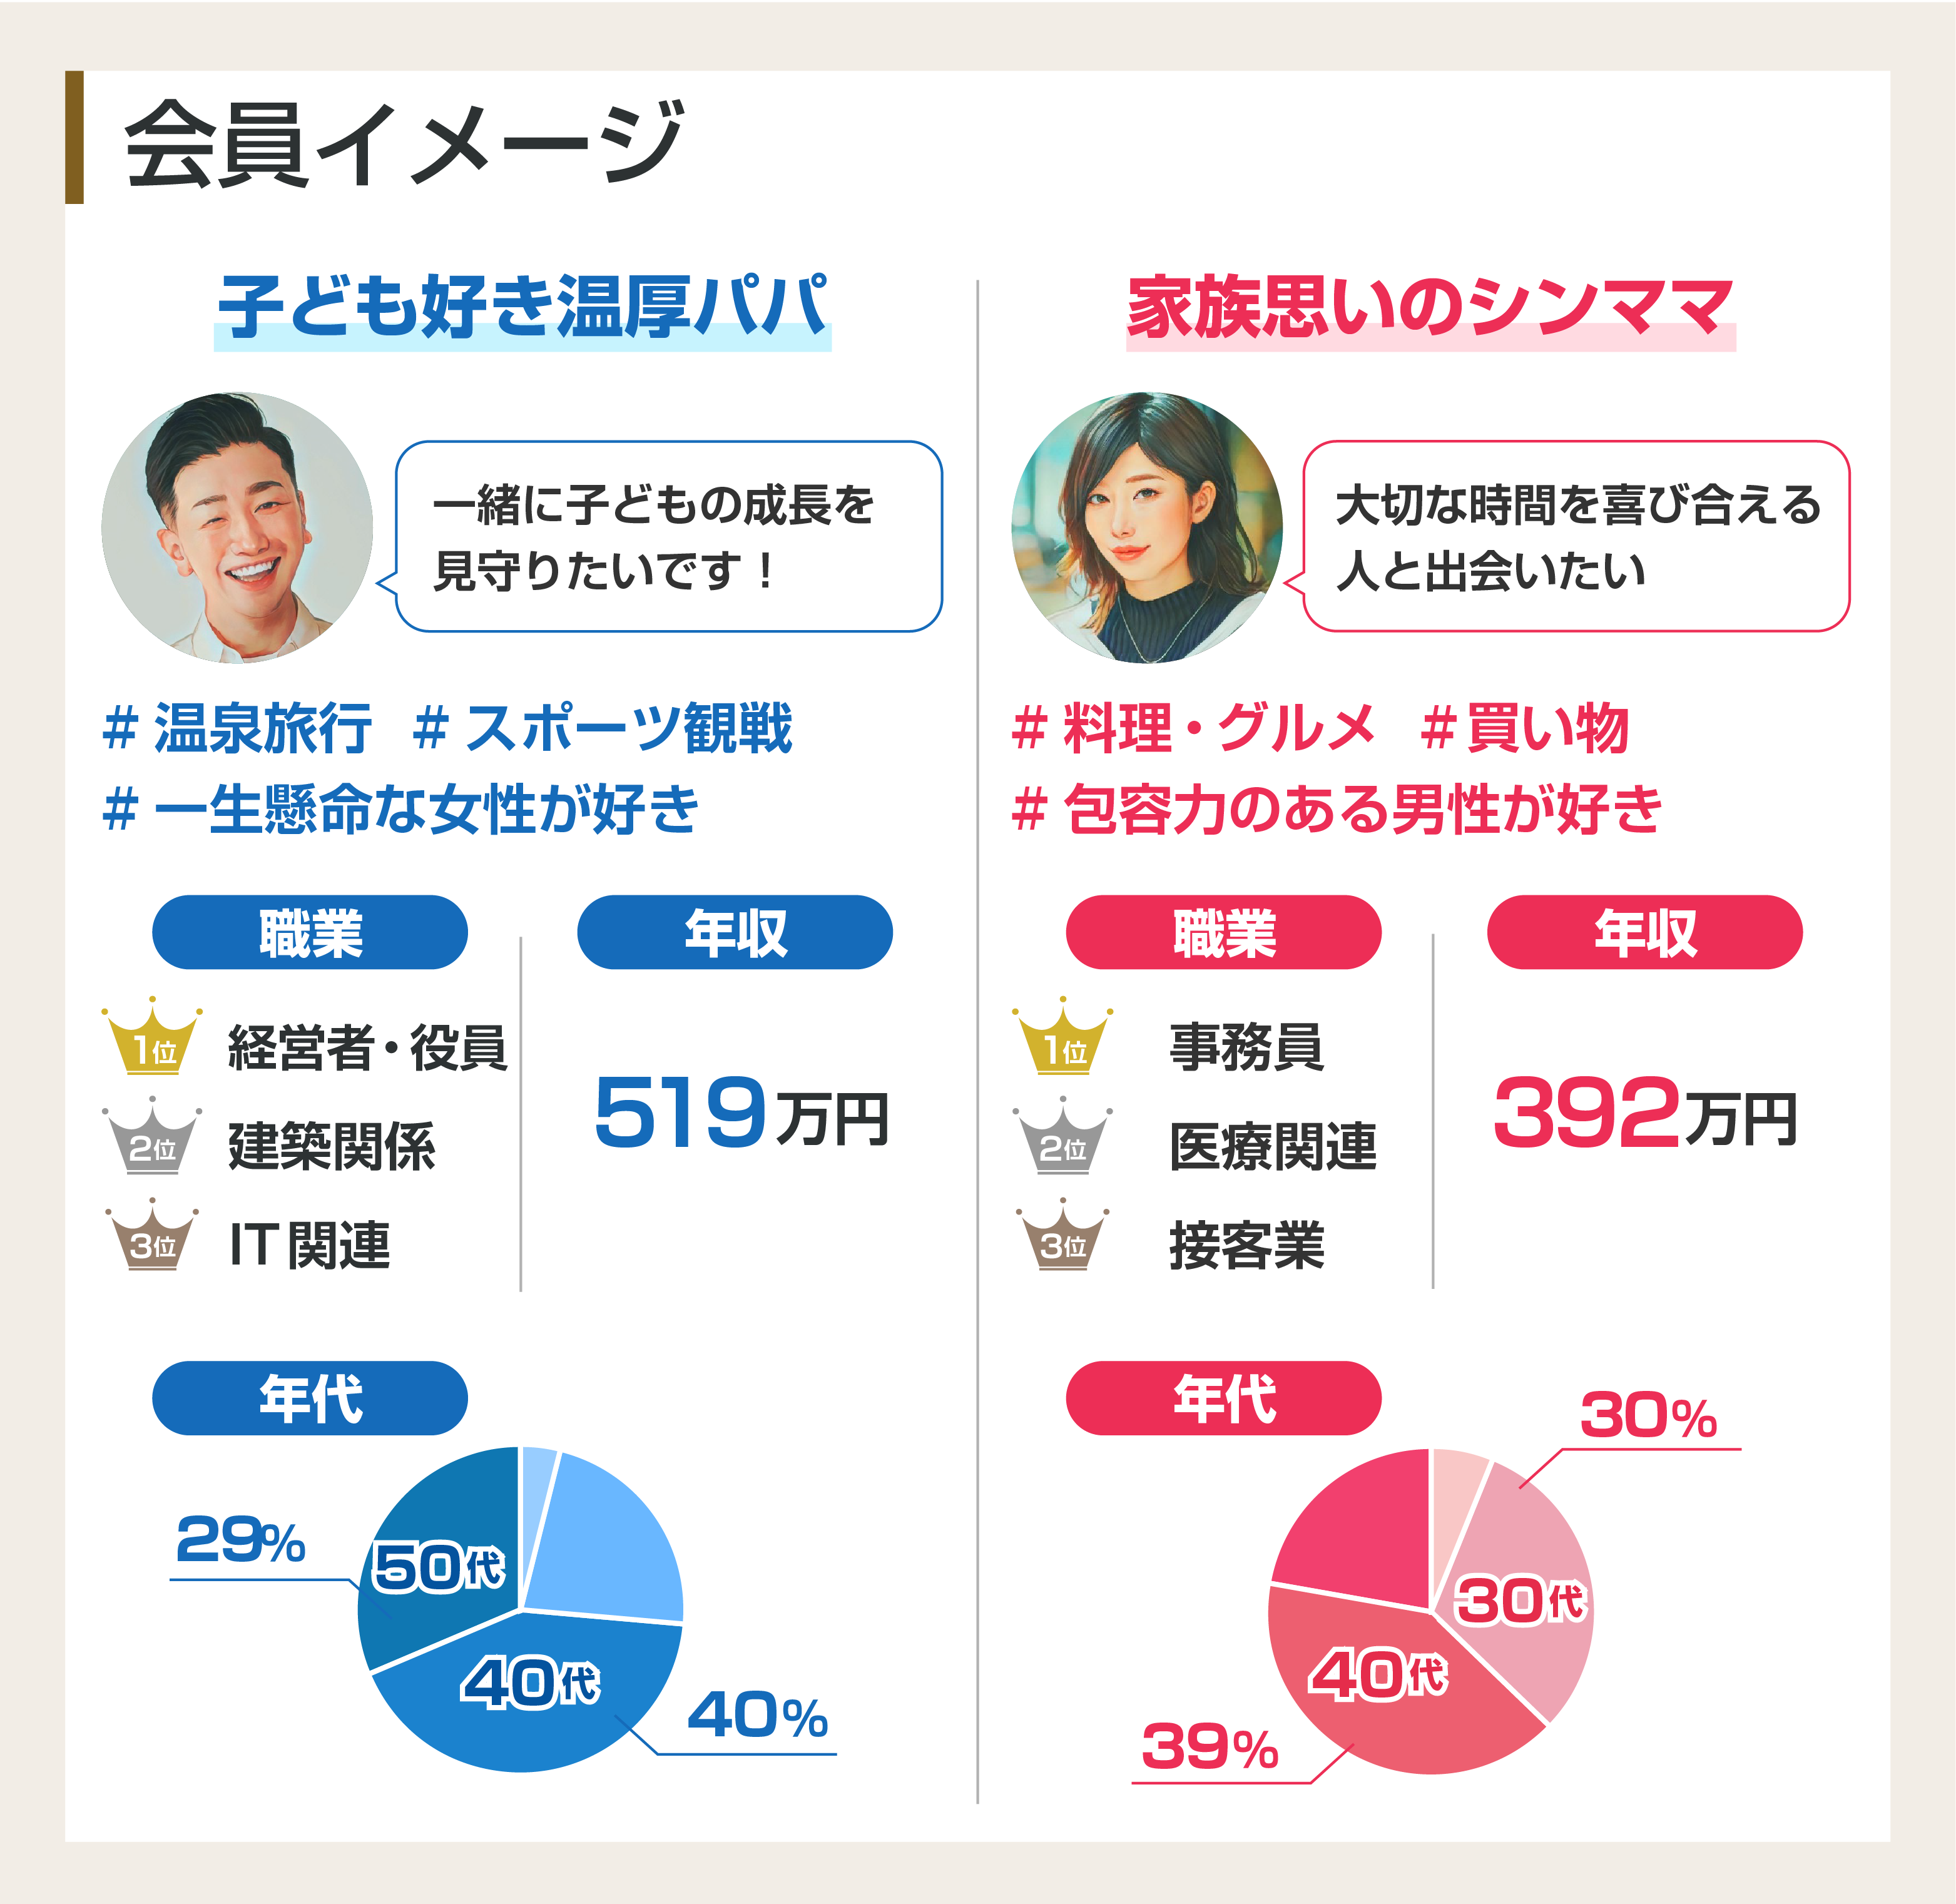 会員イメージ
子ども好き温厚パパ
一緒に子どもの成長を
見守りたいです！
# 温泉旅行 # スポーツ観戦
# 一生懸命な女性が好き
職業
1位 経営者・役員
2位 建築関係
3位 IT関連
年収
519万円
年代
29%
50代
40代
40%
家族思いのシンママ
大切な時間を喜び合える
人と出会いたい
# 料理・グルメ # 買い物
# 包容力のある男性が好き
職業
1位 事務員
2位 医療関連
3位 接客業
年収
392万円
年代
30%
30代
40代
39%